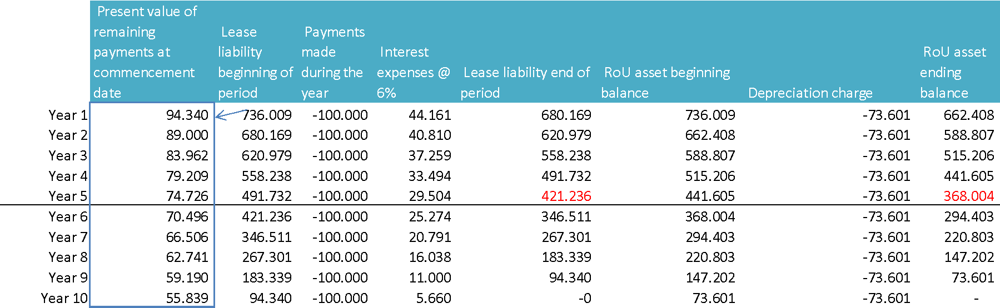 Present value of remaining payments at commencement date Lease liability beginning of period Payments made during the year Interest expenses @ 6% Lease liability end of period RoU asset beginning balance Depreciation charge RoU asset ending balance
Year 1 94.340 736.009 -100.000 44.161 680.169 736.009 -73.601 662.408
Year 2 89.000 680.169 -100.000 40.810 620.979 662.408 -73.601 588.807
Year 3 83.962 620.979 -100.000 37.259 558.238 588.807 -73.601 515.206
Year 4 79.209 558.238 -100.000 33.494 491.732 515.206 -73.601 441.605
Year 5 74.726 491.732 -100.000 29.504 421.236 441.605 -73.601 368.004
Year 6 70.496 421.236 -100.000 25.274 346.511 368.004 -73.601 294.403
Year 7 66.506 346.511 -100.000 20.791 267.301 294.403 -73.601 220.803
Year 8 62.741 267.301 -100.000 16.038 183.339 220.803 -73.601 147.202
Year 9 59.190 183.339 -100.000 11.000 94.340 147.202 -73.601 73.601
Year 10 55.839 94.340 -100.000 5.660 -0 73.601 -73.601 -